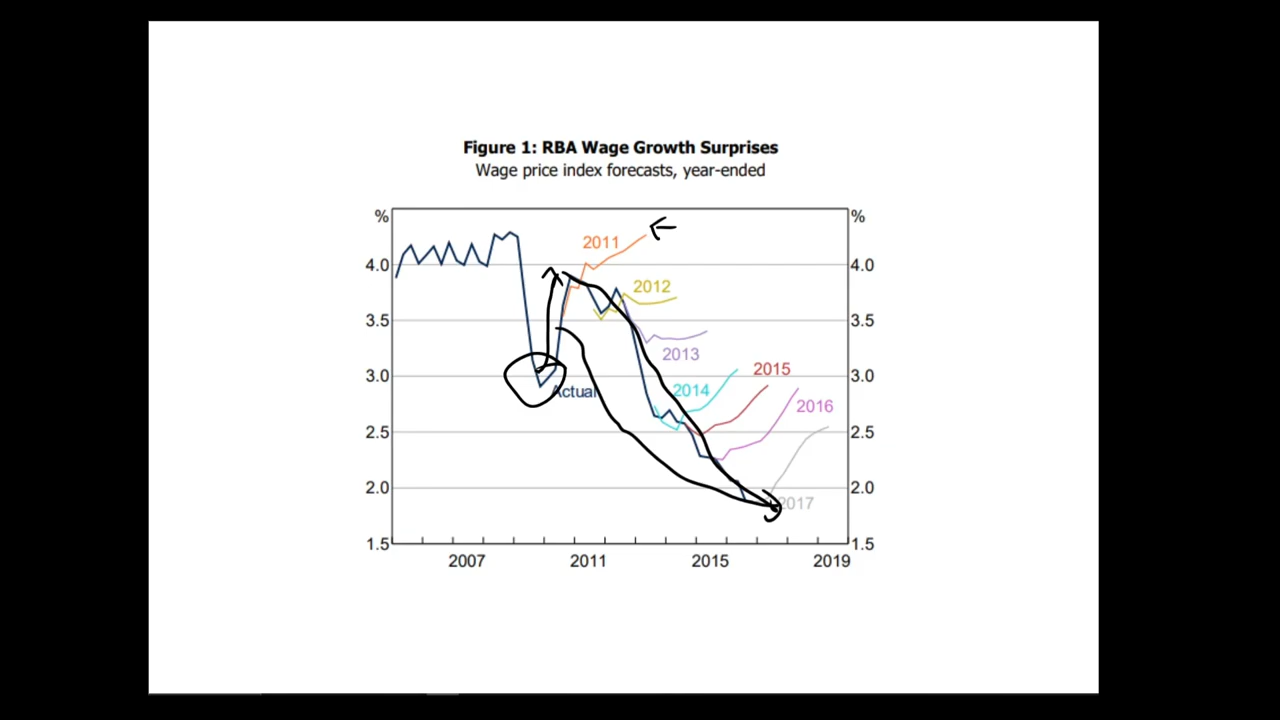 Figure 1: RBA Wage Growth Surprises
Wage price index forecasts, year-ended
% %
2011
4.0 4.0
2012
3.5 3.5
2013
3.0 2015 3.0
Actual 2014
2016
2.5 2.5
2.0 2.0
2017
1.5 1.5
2007 2011 2015 2019